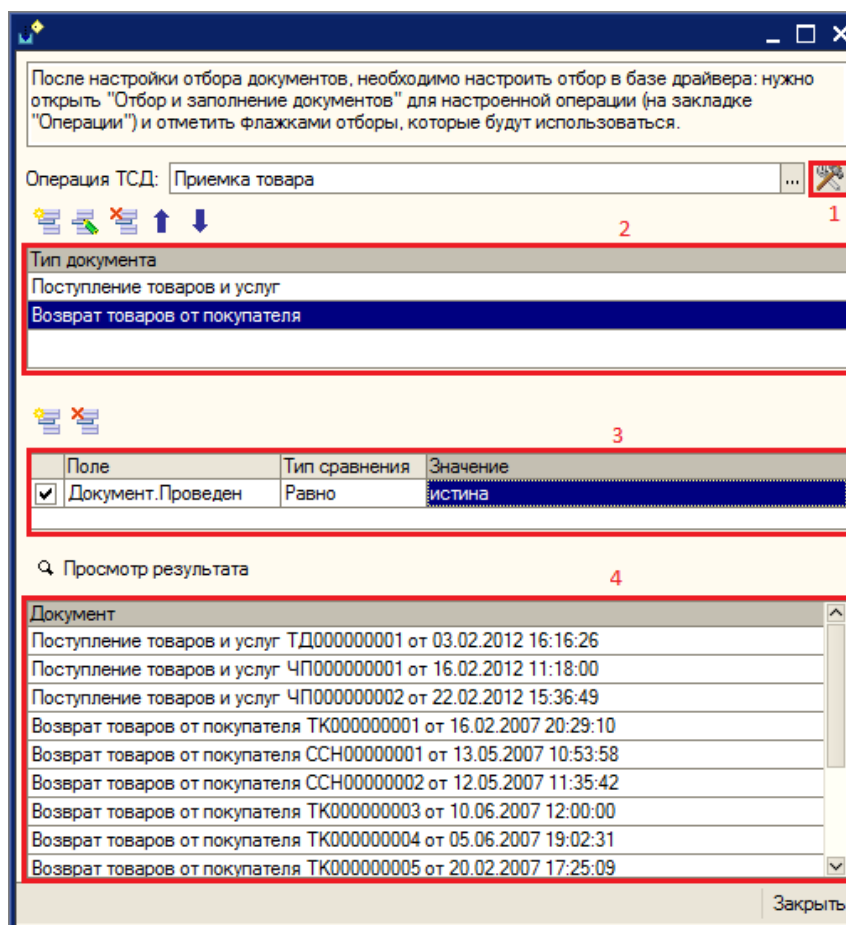 После настройки отбора документов, необходимо настроить отбор в базе драйвера: нужно
открыть "Отбор и заполнение документов" для настроенной операции (на закладке
"Операции") и отметить флажками отборы, которые будут использоваться.
Операция ТСД: Приемка товара ...
1
2
Тип документа
Поступление товаров и услуг
Возврат товаров от покупателя
3
Поле Тип сравнения Значение
Документ.Проведен Равно истина
Просмотр результата
4
Документ
Поступление товаров и услуг ТД000000001 от 03.02.2012 16:16:26
Поступление товаров и услуг ЧП000000001 от 16.02.2012 11:18:00
Поступление товаров и услуг ЧП000000002 от 22.02.2012 15:36:49
Возврат товаров от покупателя ТК000000001 от 16.02.2007 20:29:10
Возврат товаров от покупателя ССН00000001 от 13.05.2007 10:53:58
Возврат товаров от покупателя ССН00000002 от 12.05.2007 11:35:42
Возврат товаров от покупателя ТК000000003 от 10.06.2007 12:00:00
Возврат товаров от покупателя ТК000000004 от 05.06.2007 19:02:31
Возврат товаров от покупателя ТК000000005 от 20.02.2007 17:25:09
Закрыть